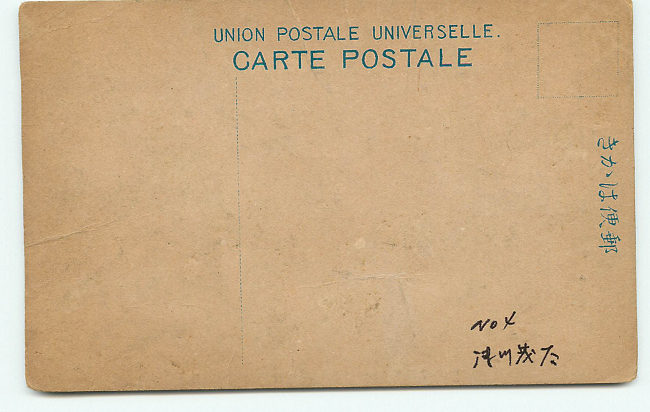 UNION POSTALE UNIVERSELLE.
CARTE POSTALE
きかは便郵
NO4